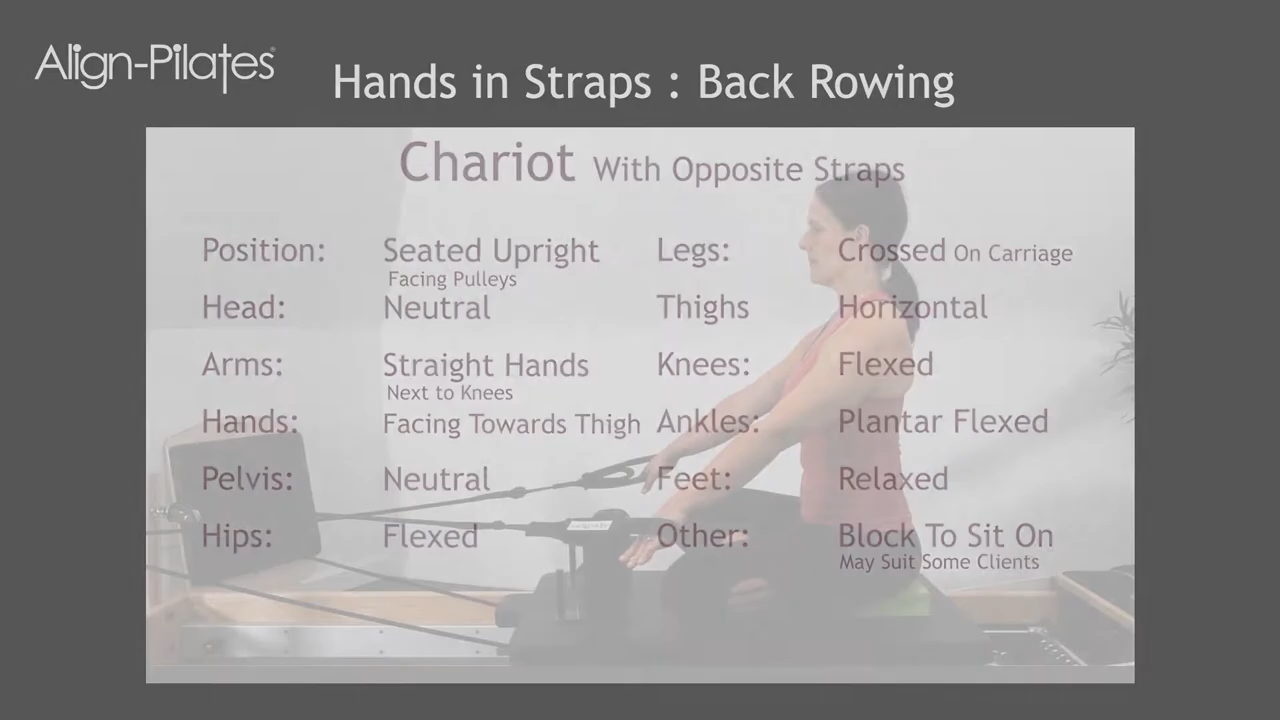 Align-Pilates
Hands in Straps : Back Rowing
Chariot With Opposite Straps
Position: Seated Upright Legs: Crossed On Carriage
Facing Pulleys
Head: Neutral Thighs Horizontal
Arms: Straight Hands Knees: Flexed
Next to Knees
Hands: Facing Towards Thigh Ankles: Plantar Flexed
Pelvis: Neutral Feet: Relaxed
Hips: Flexed Other: Block To Sit On
May Suit Some Clients